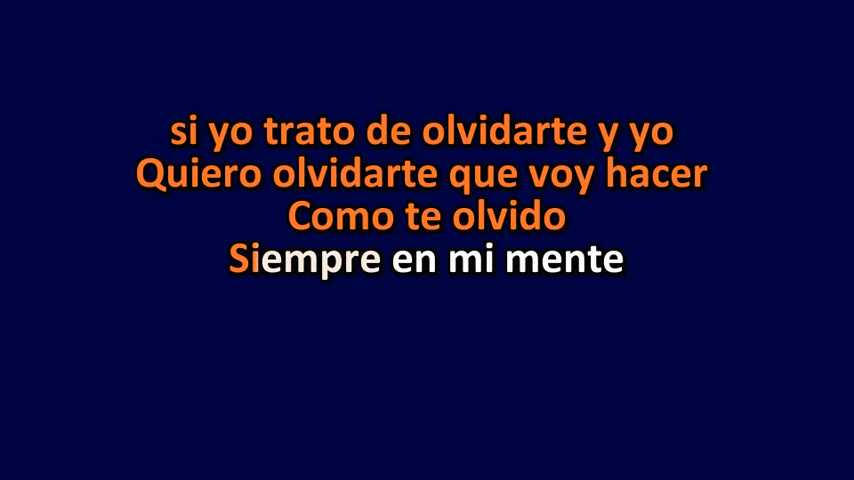 si yo trato de olvidarte y yo
Quiero olvidarte que voy hacer
Como te olvido
Siempre en mi mente